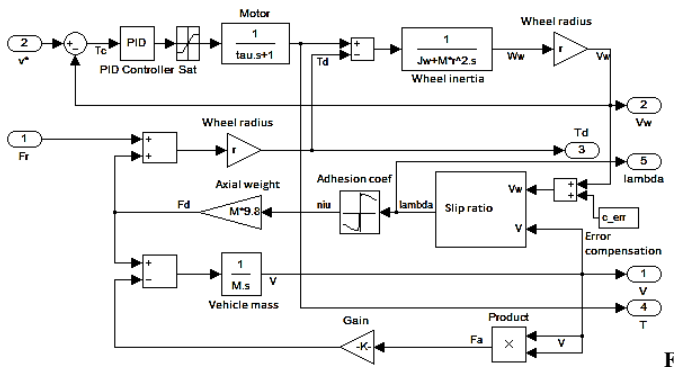 Motor
Wheel radius
2
v*
Tc
PID
PID Controller
Sat
1
tau.s+1
Td
1
Jw+M*r^2.s
Wheel inertia
Ww
r
Vw
2
Vw
1
Fr
Wheel radius
r
Td
3
5
lambda
Axial weight
Fd
M*9.8
niu
Adhesion coef
lambda
Vw
Slip ratio
V
c_err
Error
compensation
1
M.s
Vehicle mass
V
1
V
4
T
Gain
-K-
Fa
Product
×
V
F